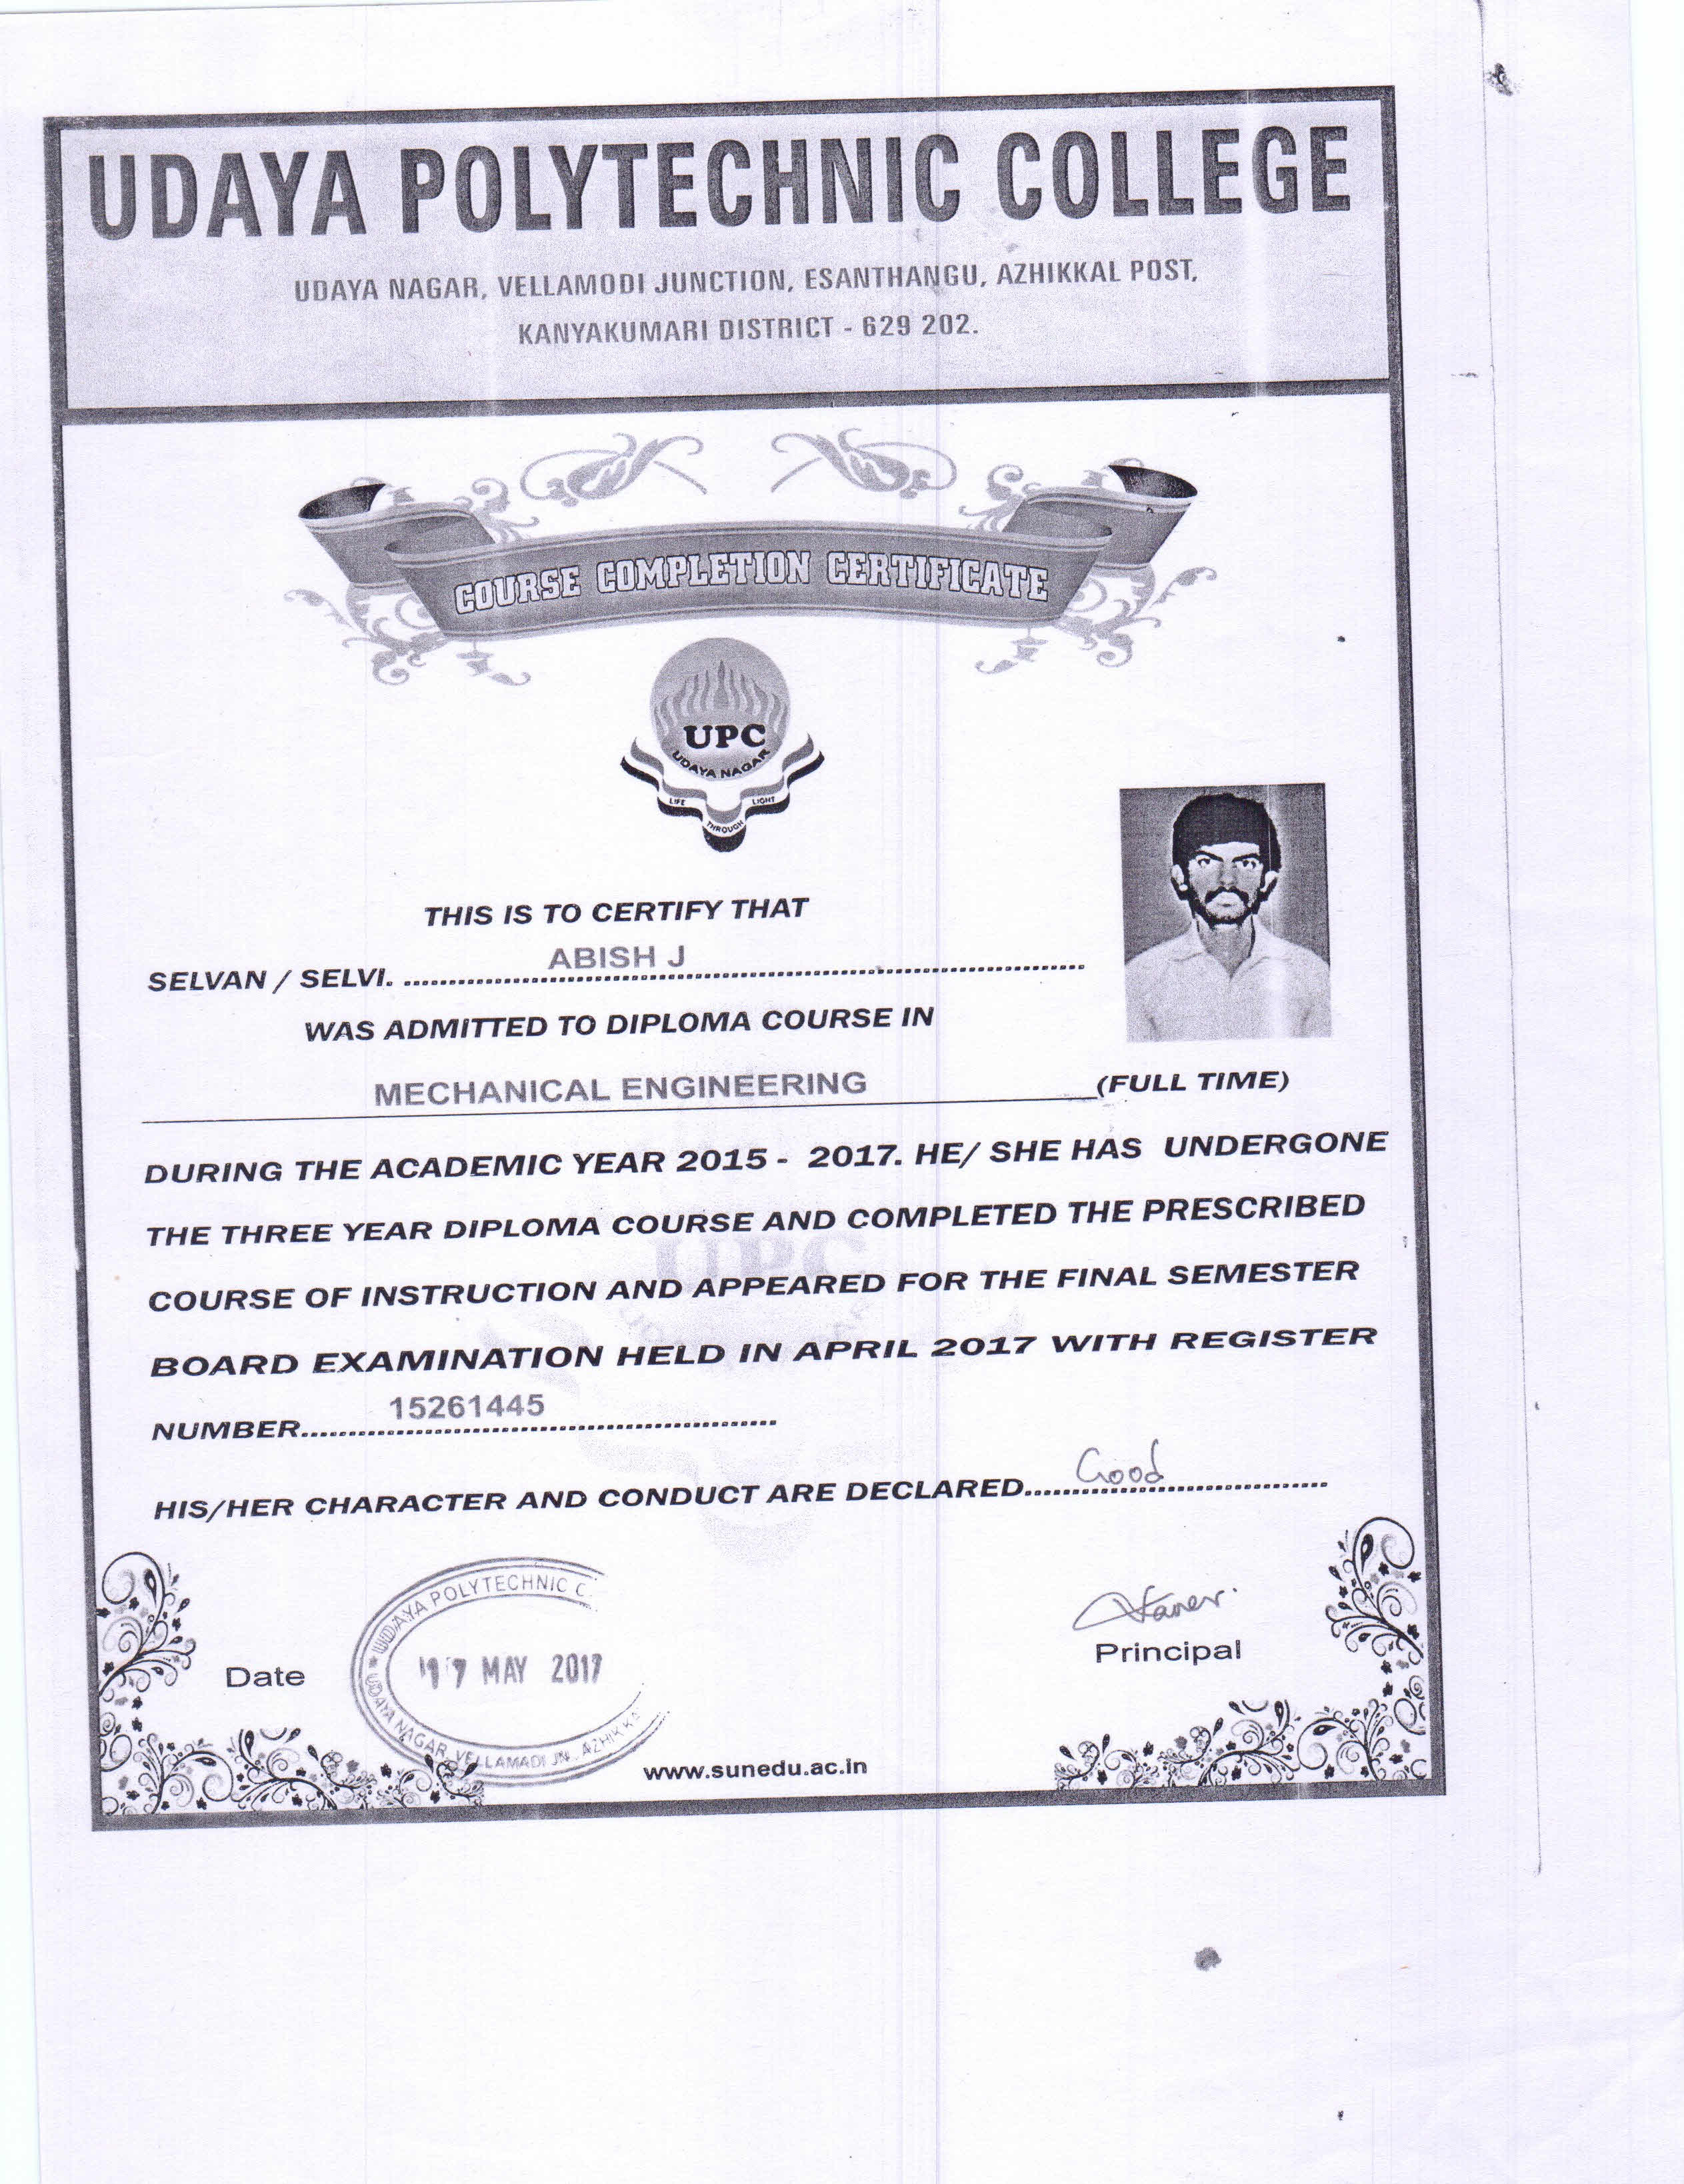 UDAYA POLYTECHNIC COLLEGE
UDAYA NAGAR, VELLAMODI JUNCTION, ESANTHANGU, AZHIKKAL POST,
KANYAKUMARI DISTRICT - 629 202.
COURSE COMPLETION CERTIFICATE
UPC
UDAYA NAGAR
LIFE THROUGH LIGHT
THIS IS TO CERTIFY THAT
SELVAN / SELVI. ABISH J
WAS ADMITTED TO DIPLOMA COURSE IN
MECHANICAL ENGINEERING (FULL TIME)
DURING THE ACADEMIC YEAR 2015 - 2017. HE/ SHE HAS UNDERGONE
THE THREE YEAR DIPLOMA COURSE AND COMPLETED THE PRESCRIBED
COURSE OF INSTRUCTION AND APPEARED FOR THE FINAL SEMESTER
BOARD EXAMINATION HELD IN APRIL 2017 WITH REGISTER
NUMBER 15261445
HIS/HER CHARACTER AND CONDUCT ARE DECLARED Good
UDAYA POLYTECHNIC C
Date 17 MAY 2017
UDAYA NAGAR, VELLAMADI JN., AZHIKKA
Principal
www.sunedu.ac.in